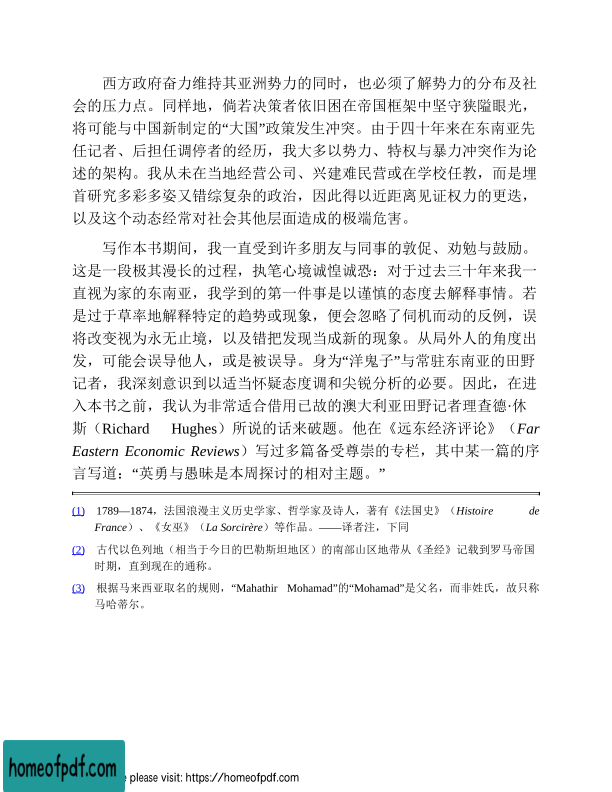 西方政府奋力维持其亚洲势力的同时，也必须了解势力的分布及社
会的压力点。同样地，倘若决策者依旧困在帝国框架中坚守狭隘眼光，
将可能与中国新制定的“大国”政策发生冲突。由于四十年来在东南亚先
任记者、后担任调停者的经历，我大多以势力、特权与暴力冲突作为论
述的架构。我从未在当地经营公司、兴建难民营或在学校任教，而是埋
首研究多彩多姿又错综复杂的政治，因此得以近距离见证权力的更迭，
以及这个动态经常对社会其他层面造成的极端危害。
写作本书期间，我一直受到许多朋友与同事的敦促、劝勉与鼓励。
这是一段极其漫长的过程，执笔心境诚惶诚恐：对于过去三十年来我一
直视为家的东南亚，我学到的第一件事是以谨慎的态度去解释事情。若
是过于草率地解释特定的趋势或现象，便会忽略了伺机而动的反例，误
将改变视为永无止境，以及错把发现当成新的现象。从局外人的角度出
发，可能会误导他人，或是被误导。身为“洋鬼子”与常驻东南亚的田野
记者，我深刻意识到以适当怀疑态度调和尖锐分析的必要。因此，在进
入本书之前，我认为非常适合借用已故的澳大利亚田野记者理查德·休
斯（Richard Hughes）所说的话来破题。他在《远东经济评论》（Far
Eastern Economic Reviews）写过多篇备受尊崇的专栏，其中某一篇的序
言写道：“英勇与愚昧是本周探讨的相对主题。”
(1) 1789—1874，法国浪漫主义历史学家、哲学家及诗人，著有《法国史》（Histoire de
France）、《女巫》（La Sorcirère）等作品。——译者注，下同
(2) 古代以色列地（相当于今日的巴勒斯坦地区）的南部山区地带从《圣经》记载到罗马帝国
时期，直到现在的通称。
(3) 根据马来西亚取名的规则，“Mahathir Mohamad”的“Mohamad”是父名，而非姓氏，故只称
马哈蒂尔。
homeofpdf.com
please visit: https://homeofpdf.com